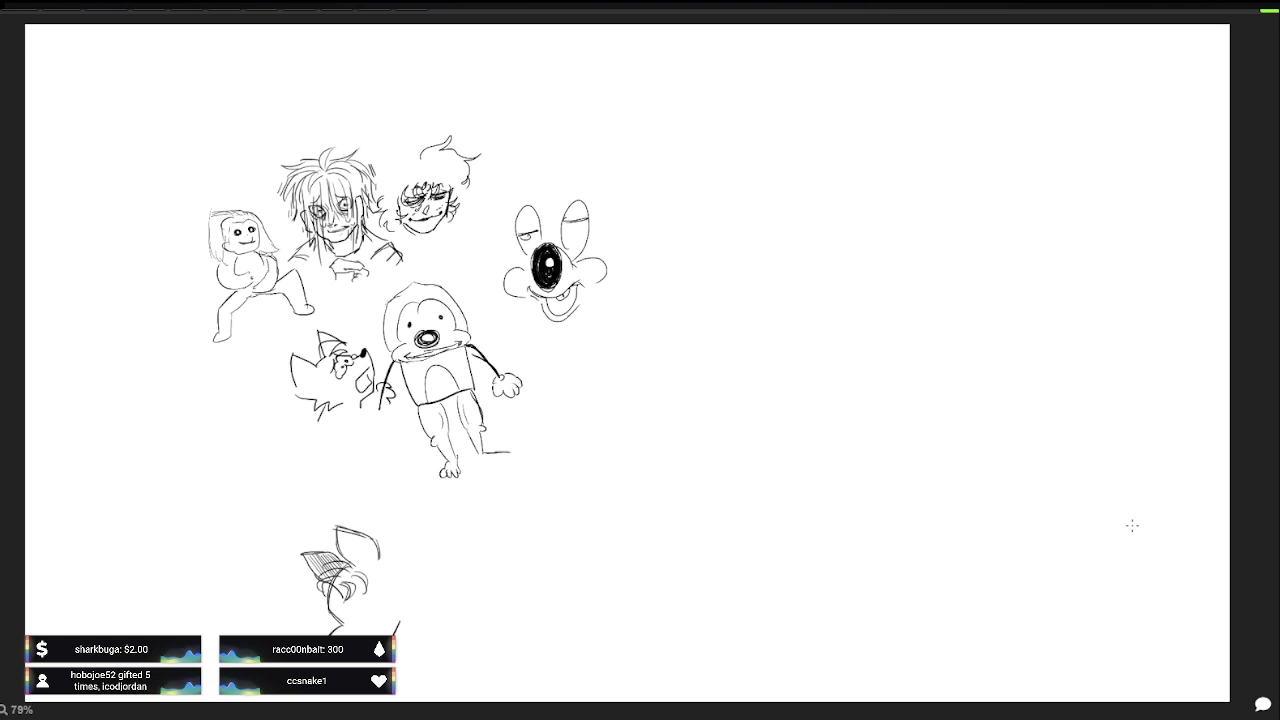 sharkbuga: $2.00
racc00nbait: 300
hobojoe52 gifted 5
times, icodjordan
ccsnake1
79%